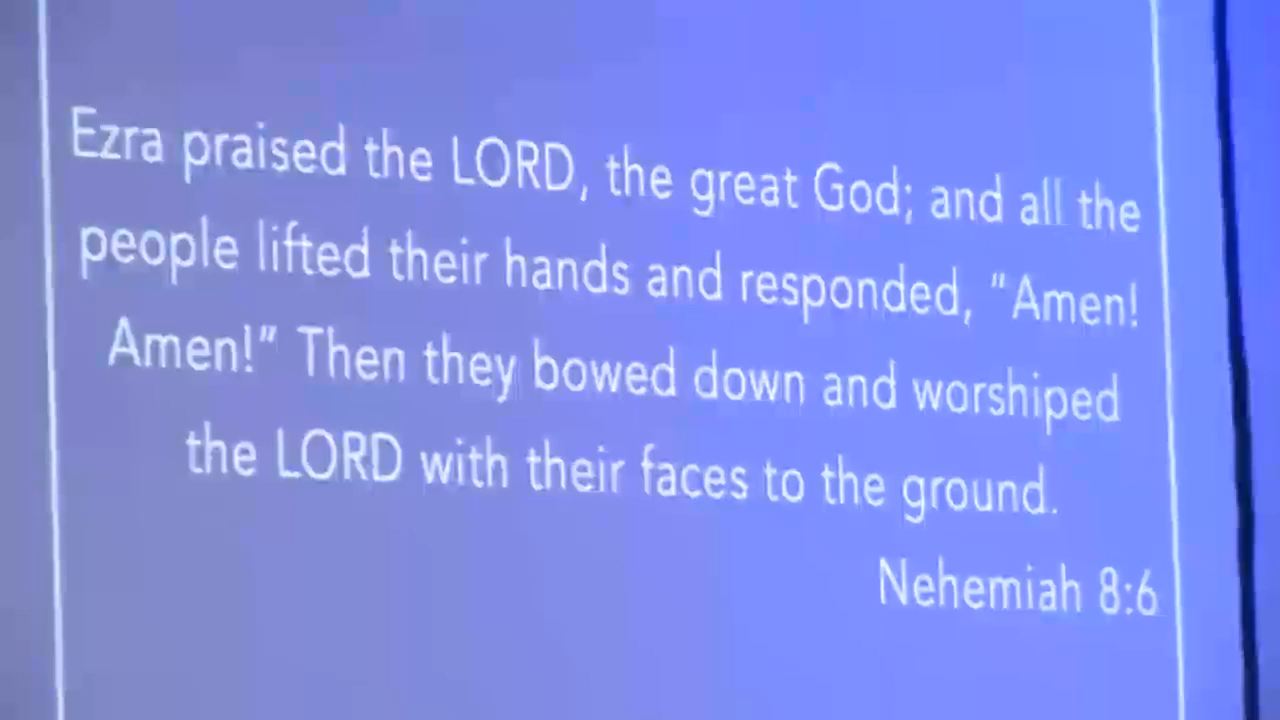 Ezra praised the LORD, the great God; and all the
people lifted their hands and responded, “Amen!
Amen!” Then they bowed down and worshiped
the LORD with their faces to the ground.
Nehemiah 8:6